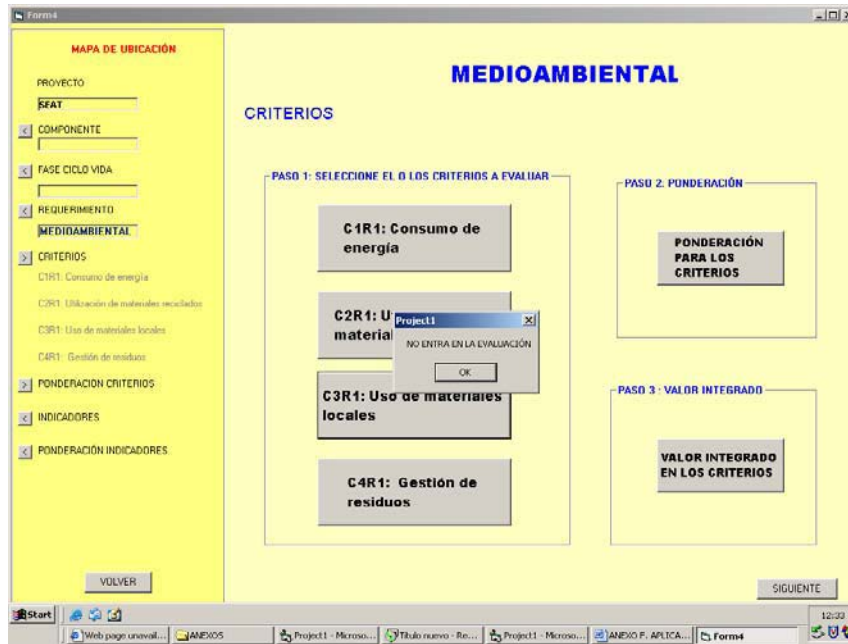 Form4
MAPA DE UBICACIÓN
PROYECTO
SEAT
< COMPONENTE
< FASE CICLO VIDA
< REQUERIMIENTO
MEDIOAMBIENTAL
> CRITERIOS
C1R1: Consumo de energía
C2R1: Utilización de materiales reciclados
C3R1: Uso de materiales locales
C4R1: Gestión de residuos
> PONDERACION CRITERIOS
< INDICADORES
< PONDERACIÓN INDICADORES
VOLVER
MEDIOAMBIENTAL
CRITERIOS
PASO 1: SELECCIONE EL O LOS CRITERIOS A EVALUAR
C1R1: Consumo de
energía
C2R1: U
materia
Project1
NO ENTRA EN LA EVALUACIÓN
OK
C3R1: Uso de materiales
locales
C4R1: Gestión de
residuos
PASO 2. PONDERACIÓN
PONDERACIÓN
PARA LOS
CRITERIOS
PASO 3 : VALOR INTEGRADO
VALOR INTEGRADO
EN LOS CRITERIOS
SIGUIENTE
Start
12:33
Web page unavail... ANEXOS Project1 - Microso... Título nuevo - Re... Project1 - Microso... ANEXO F. APLICA... Form4